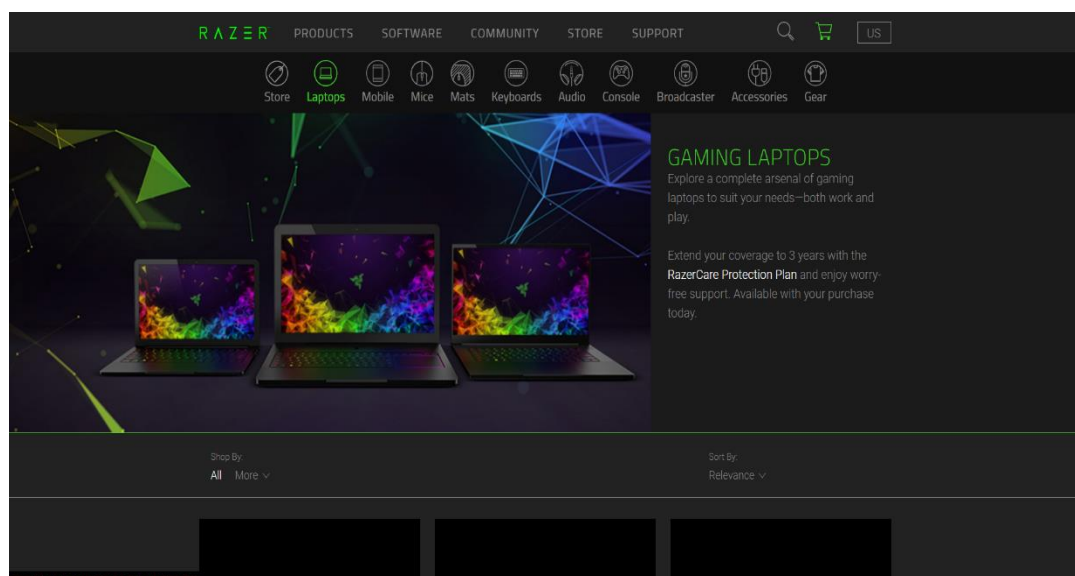 RAZER PRODUCTS SOFTWARE COMMUNITY STORE SUPPORT US
Store Laptops Mobile Mice Mats Keyboards Audio Console Broadcaster Accessories Gear
GAMING LAPTOPS
Explore a complete arsenal of gaming
laptops to suit your needs—both work and
play.
Extend your coverage to 3 years with the
RazerCare Protection Plan and enjoy worry-
free support. Available with your purchase
today.
Shop By: Sort By:
All More Relevance